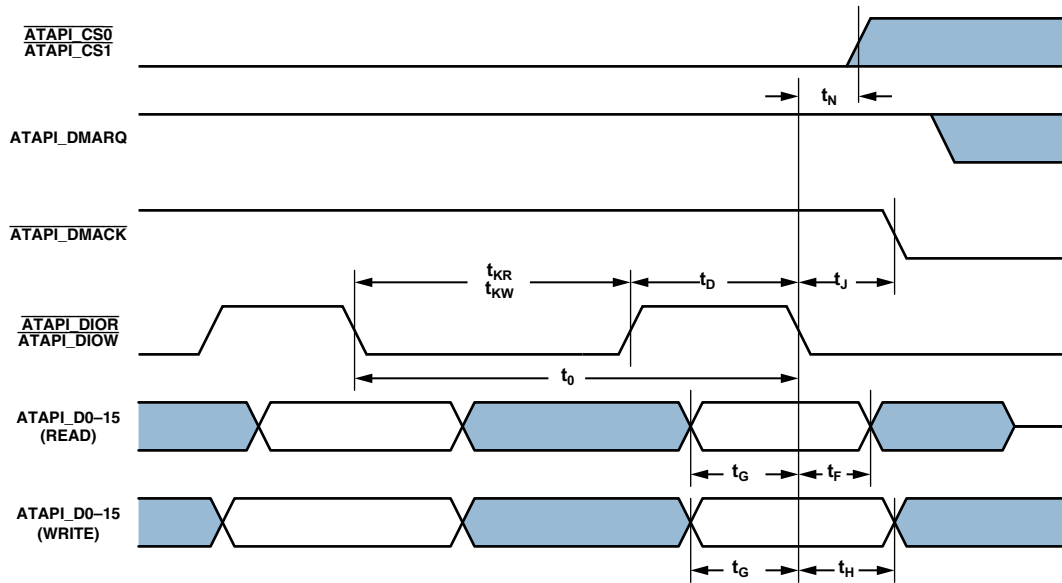 ATAPI_CS0
ATAPI_CS1
tN
ATAPI_DMARQ
ATAPI_DMACK
tKR
tKW
tD
tJ
ATAPI_DIOR
ATAPI_DIOW
t0
ATAPI_D0–15
(READ)
tG
tF
ATAPI_D0–15
(WRITE)
tG
tH